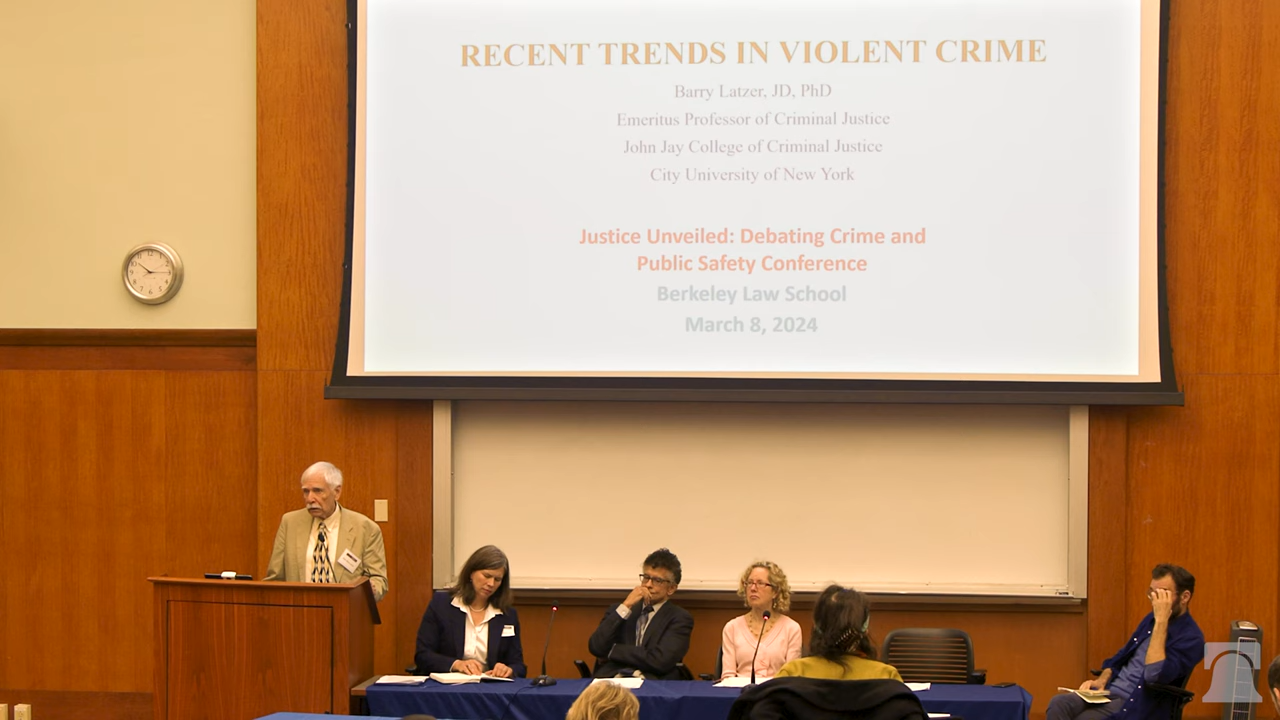 RECENT TRENDS IN VIOLENT CRIME
Barry Latzer, JD, PhD
Emeritus Professor of Criminal Justice
John Jay College of Criminal Justice
City University of New York
Justice Unveiled: Debating Crime and
Public Safety Conference
Berkeley Law School
March 8, 2024